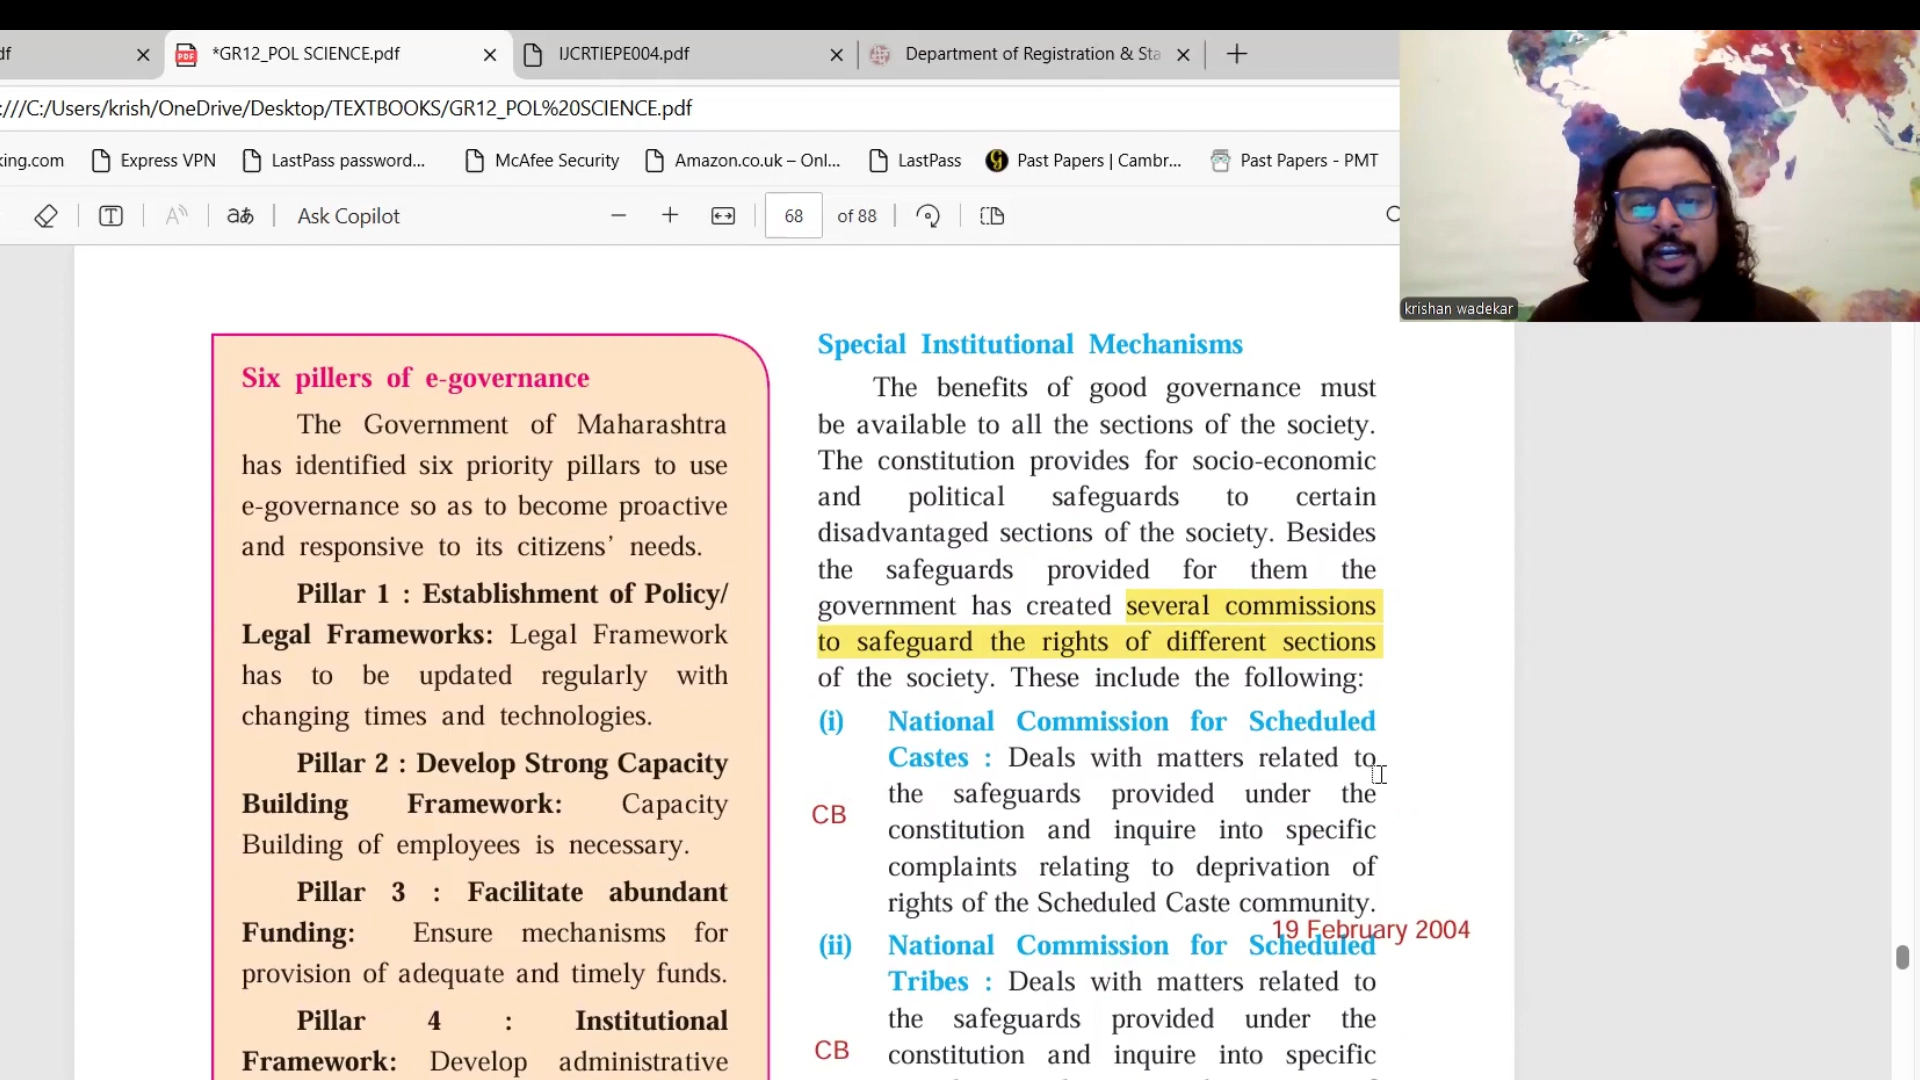 df
*GR12_POL SCIENCE.pdf
IJCRTIEPE004.pdf
Department of Registration & Sta
:///C:/Users/krish/OneDrive/Desktop/TEXTBOOKS/GR12_POL%20SCIENCE.pdf
king.com
Express VPN
LastPass password...
McAfee Security
Amazon.co.uk – Onl...
LastPass
Past Papers | Cambr...
Past Papers - PMT
Ask Copilot
68 of 88
krishan wadekar
Six pillers of e-governance
The Government of Maharashtra
has identified six priority pillars to use
e-governance so as to become proactive
and responsive to its citizens' needs.
Pillar 1 : Establishment of Policy/
Legal Frameworks: Legal Framework
has to be updated regularly with
changing times and technologies.
Pillar 2 : Develop Strong Capacity
Building Framework: Capacity
Building of employees is necessary.
Pillar 3 : Facilitate abundant
Funding: Ensure mechanisms for
provision of adequate and timely funds.
Pillar 4 : Institutional
Framework: Develop administrative
Special Institutional Mechanisms
The benefits of good governance must
be available to all the sections of the society.
The constitution provides for socio-economic
and political safeguards to certain
disadvantaged sections of the society. Besides
the safeguards provided for them the
government has created several commissions
to safeguard the rights of different sections
of the society. These include the following:
(i) National Commission for Scheduled
Castes : Deals with matters related to
the safeguards provided under the
CB
constitution and inquire into specific
complaints relating to deprivation of
rights of the Scheduled Caste community.
19 February 2004
(ii) National Commission for Scheduled
Tribes : Deals with matters related to
the safeguards provided under the
CB
constitution and inquire into specific